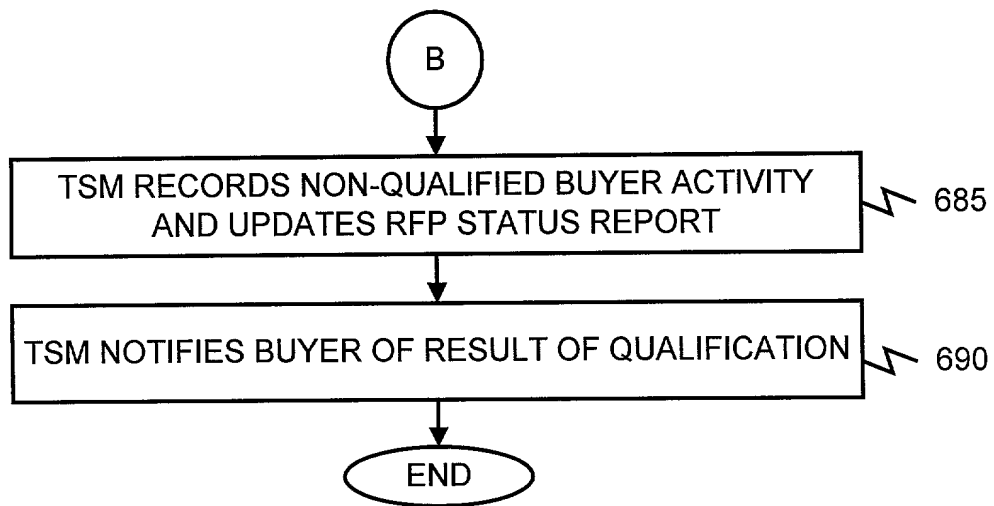 B
TSM RECORDS NON-QUALIFIED BUYER ACTIVITY
AND UPDATES RFP STATUS REPORT
685
TSM NOTIFIES BUYER OF RESULT OF QUALIFICATION
690
END